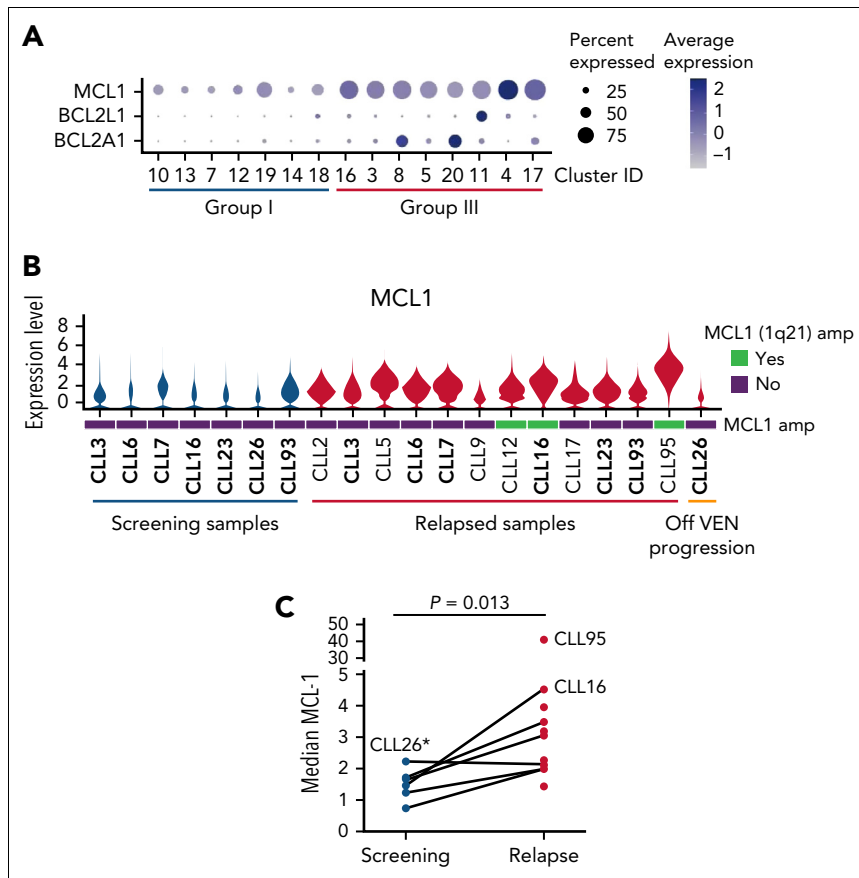 A
MCL1
BCL2L1
BCL2A1
10 13 7 12 19 14 18 16 3 8 5 20 11 4 17 Cluster ID
Group I Group III
Percent expressed
25
50
75
Average expression
2
1
0
−1
B
MCL1
Expression level
8
6
4
2
0
MCL1 (1q21) amp
Yes
No
MCL1 amp
CLL3 CLL6 CLL7 CLL16 CLL23 CLL26 CLL93 CLL2 CLL3 CLL5 CLL6 CLL7 CLL9 CLL12 CLL16 CLL17 CLL23 CLL93 CLL95 CLL26
Screening samples Relapsed samples Off VEN
progression
C
P = 0.013
Median MCL-1
50
40
30
5
4
3
2
1
0
CLL95
CLL16
CLL26*
Screening Relapse